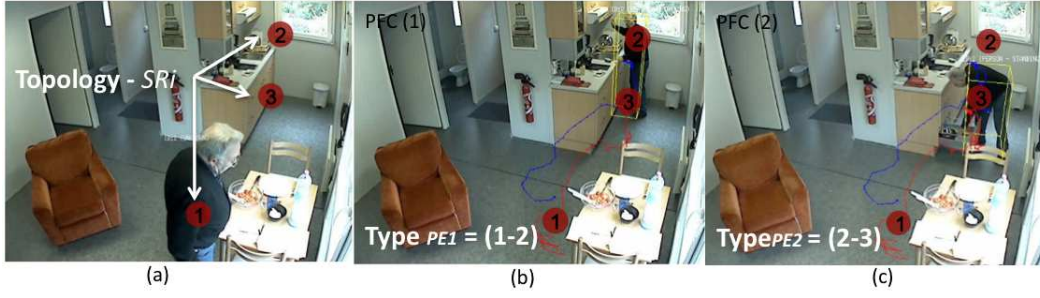 Topology - SRi
2
3
1
(a)
PFC (1)
2
3
1
Type PE1 = (1-2)
(b)
PFC (2)
2
3
1
TypePE2 = (2-3)
(c)